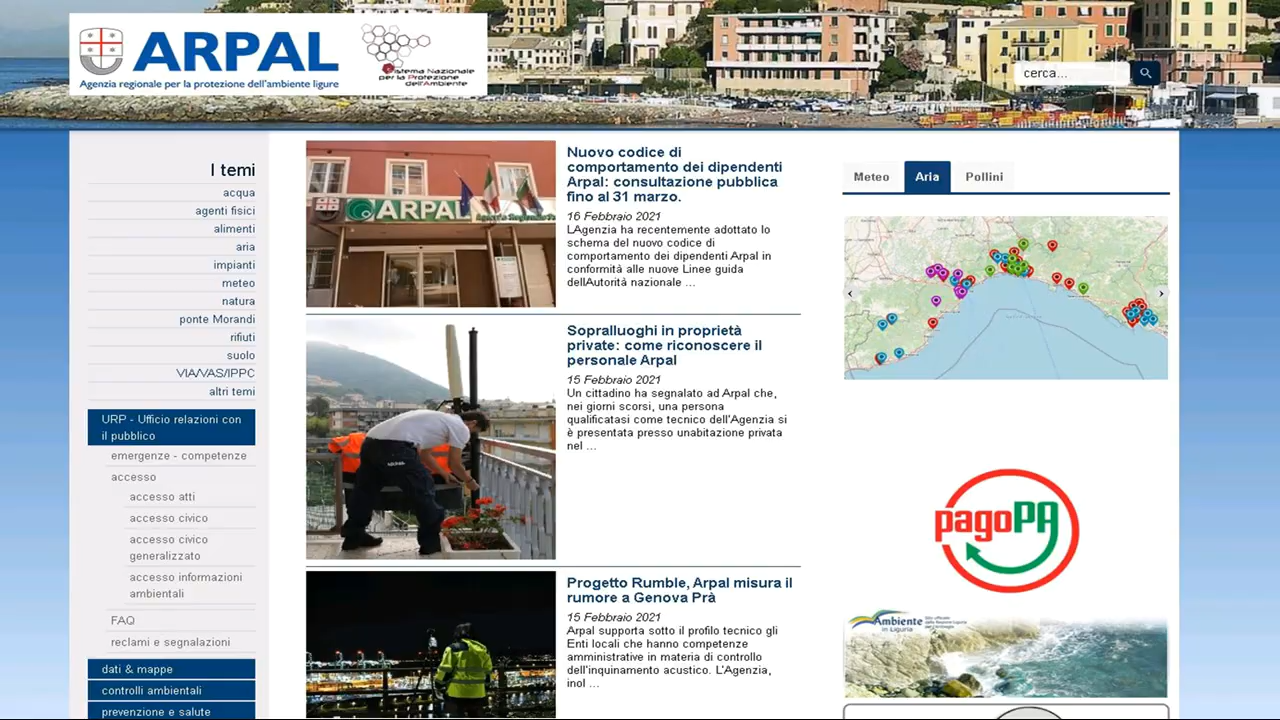 ARPAL
Agenzia regionale per la protezione dell'ambiente ligure
Sistema Nazionale
per la Protezione
dell'Ambiente
cerca...
I temi
acqua
agenti fisici
alimenti
aria
impianti
meteo
natura
ponte Morandi
rifiuti
suolo
VIA/VAS/IPPC
altri temi
URP - Ufficio relazioni con
il pubblico
emergenze - competenze
accesso
accesso atti
accesso civico
accesso civico
generalizzato
accesso informazioni
ambientali
FAQ
reclami e segnalazioni
dati & mappe
controlli ambientali
prevenzione e salute
ARPAL
Nuovo codice di
comportamento dei dipendenti
Arpal: consultazione pubblica
fino al 31 marzo.
16 Febbraio 2021
LAgenzia ha recentemente adottato lo
schema del nuovo codice di
comportamento dei dipendenti Arpal in
conformità alle nuove Linee guida
dellAutorità nazionale ...
Sopralluoghi in proprietà
private: come riconoscere il
personale Arpal
15 Febbraio 2021
Un cittadino ha segnalato ad Arpal che,
nei giorni scorsi, una persona
qualificatasi come tecnico dell'Agenzia si
è presentata presso unabitazione privata
nel ...
Progetto Rumble, Arpal misura il
rumore a Genova Prà
15 Febbraio 2021
Arpal supporta sotto il profilo tecnico gli
Enti locali che hanno competenze
amministrative in materia di controllo
dell'inquinamento acustico. L'Agenzia,
inol ...
Meteo
Aria
Pollini
pagoPA
Ambiente
in Liguria